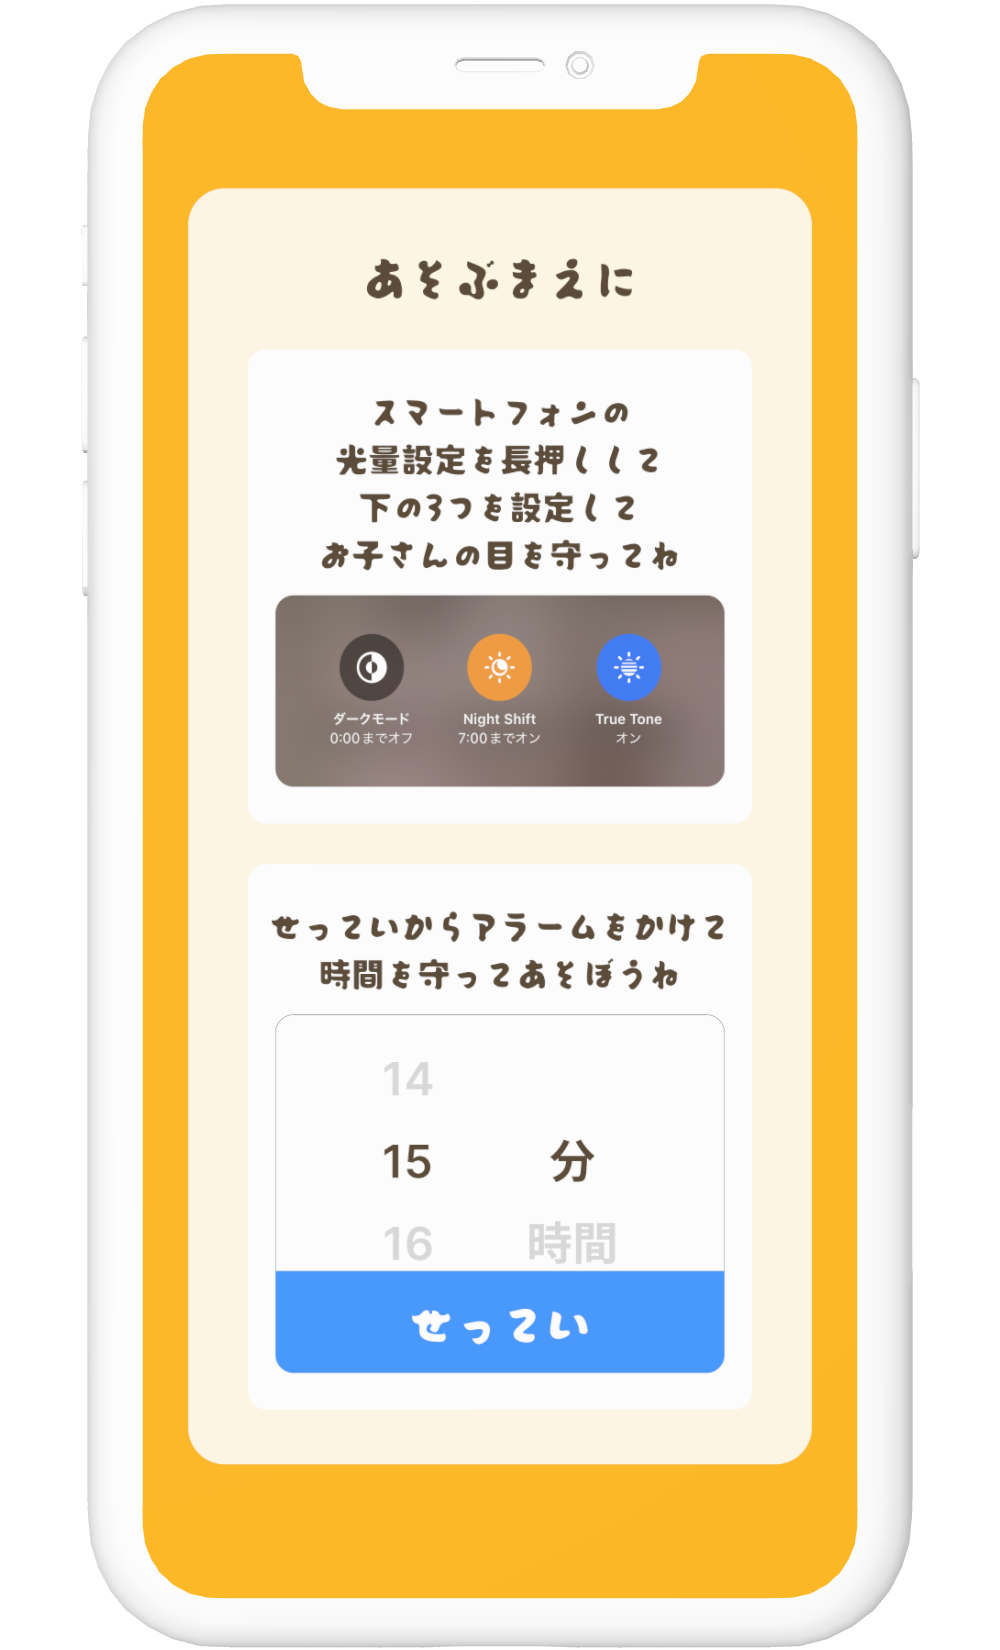 あそぶまえに
スマートフォンの
光量設定を長押しして
下の3つを設定して
お子さんの目を守ってね
ダークモード
0:00までオフ
Night Shift
7:00までオン
True Tone
オン
せっていからアラームをかけて
時間を守ってあそぼうね
14
15 分
16 時間
せってい